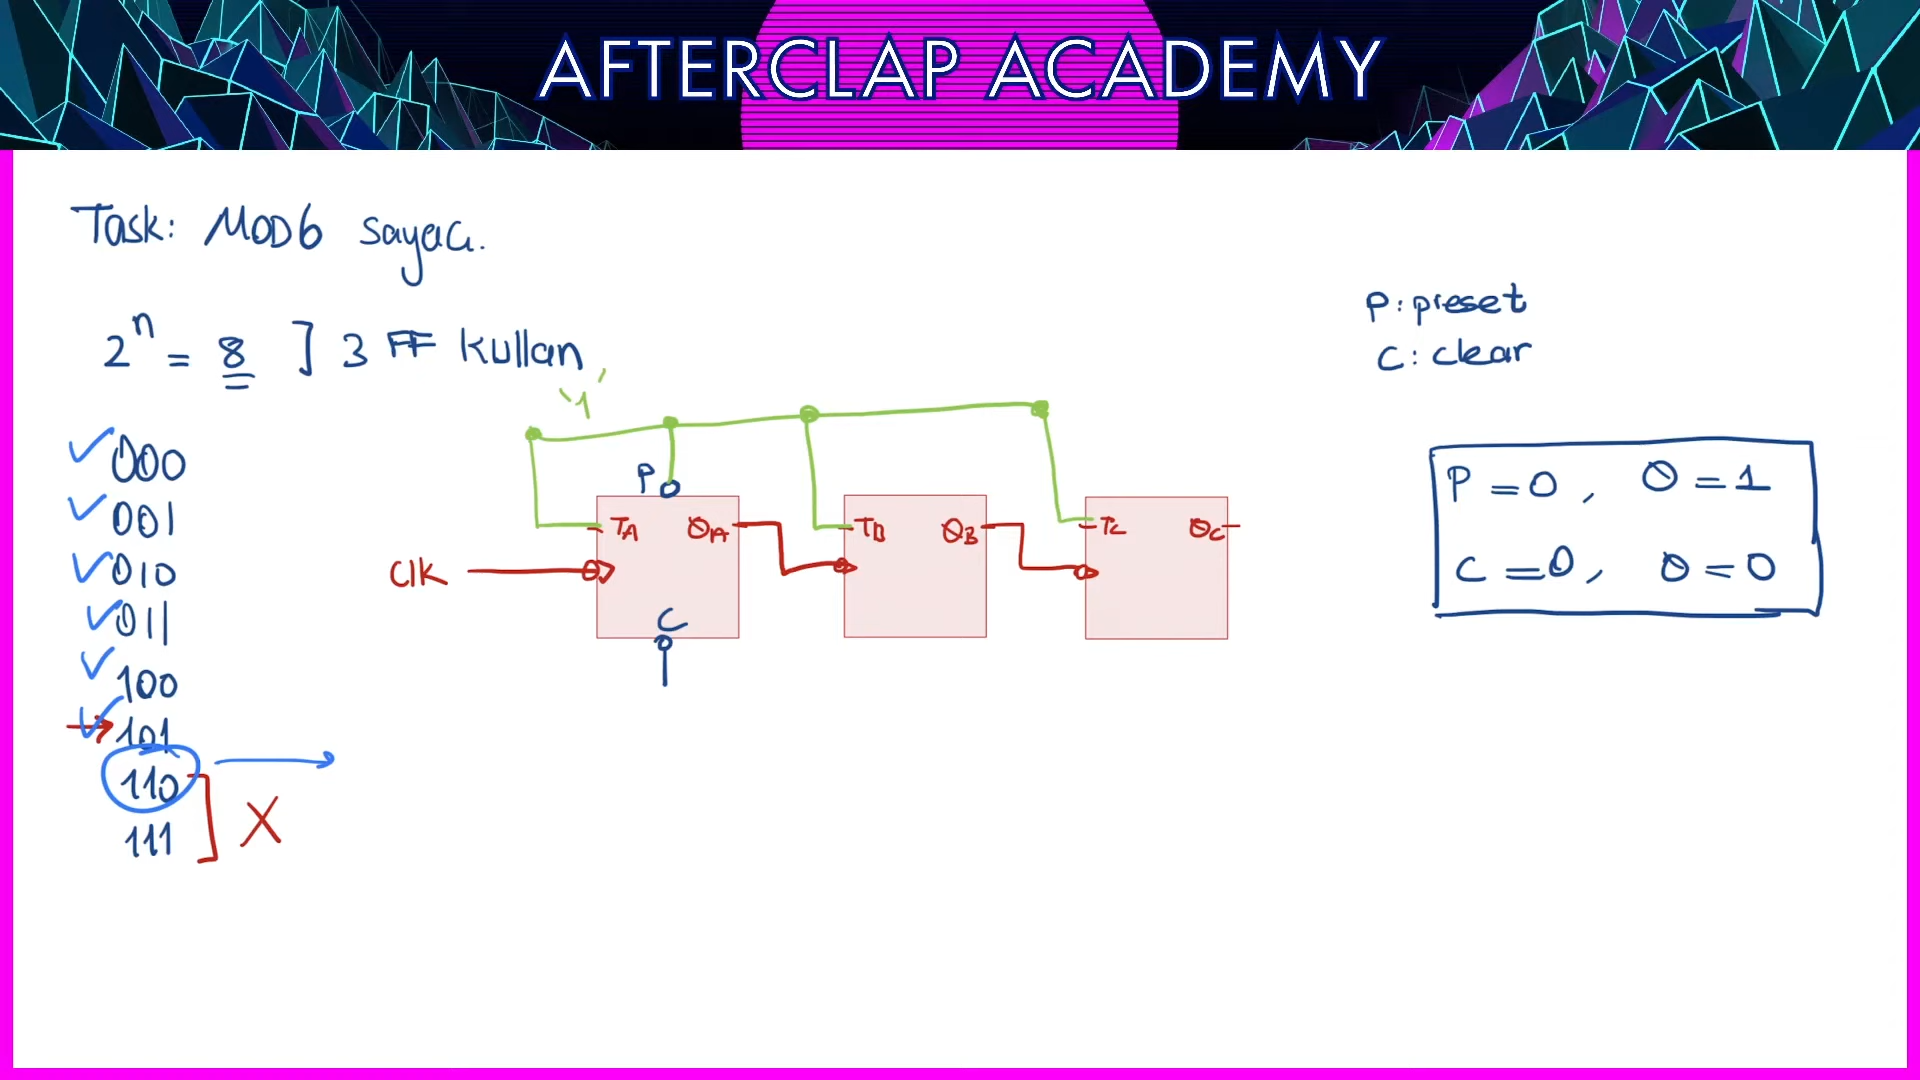 AFTERCLAP ACADEMY
Task: MOD6 sayacı.
2^n = 8 ] 3 FF kullan
P: preset
C: clear
'1'
000
001
010
011
100
101
110
111
X
P
TA QA
TB QB
TC QC
Clk
C
P = 0, Q = 1
C = 0, Q = 0